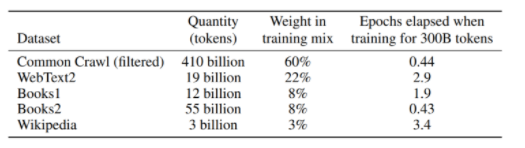 Quantity Weight in Epochs elapsed when
Dataset (tokens) training mix training for 300B tokens
Common Crawl (filtered) 410 billion 60% 0.44
WebText2 19 billion 22% 2.9
Books1 12 billion 8% 1.9
Books2 55 billion 8% 0.43
Wikipedia 3 billion 3% 3.4